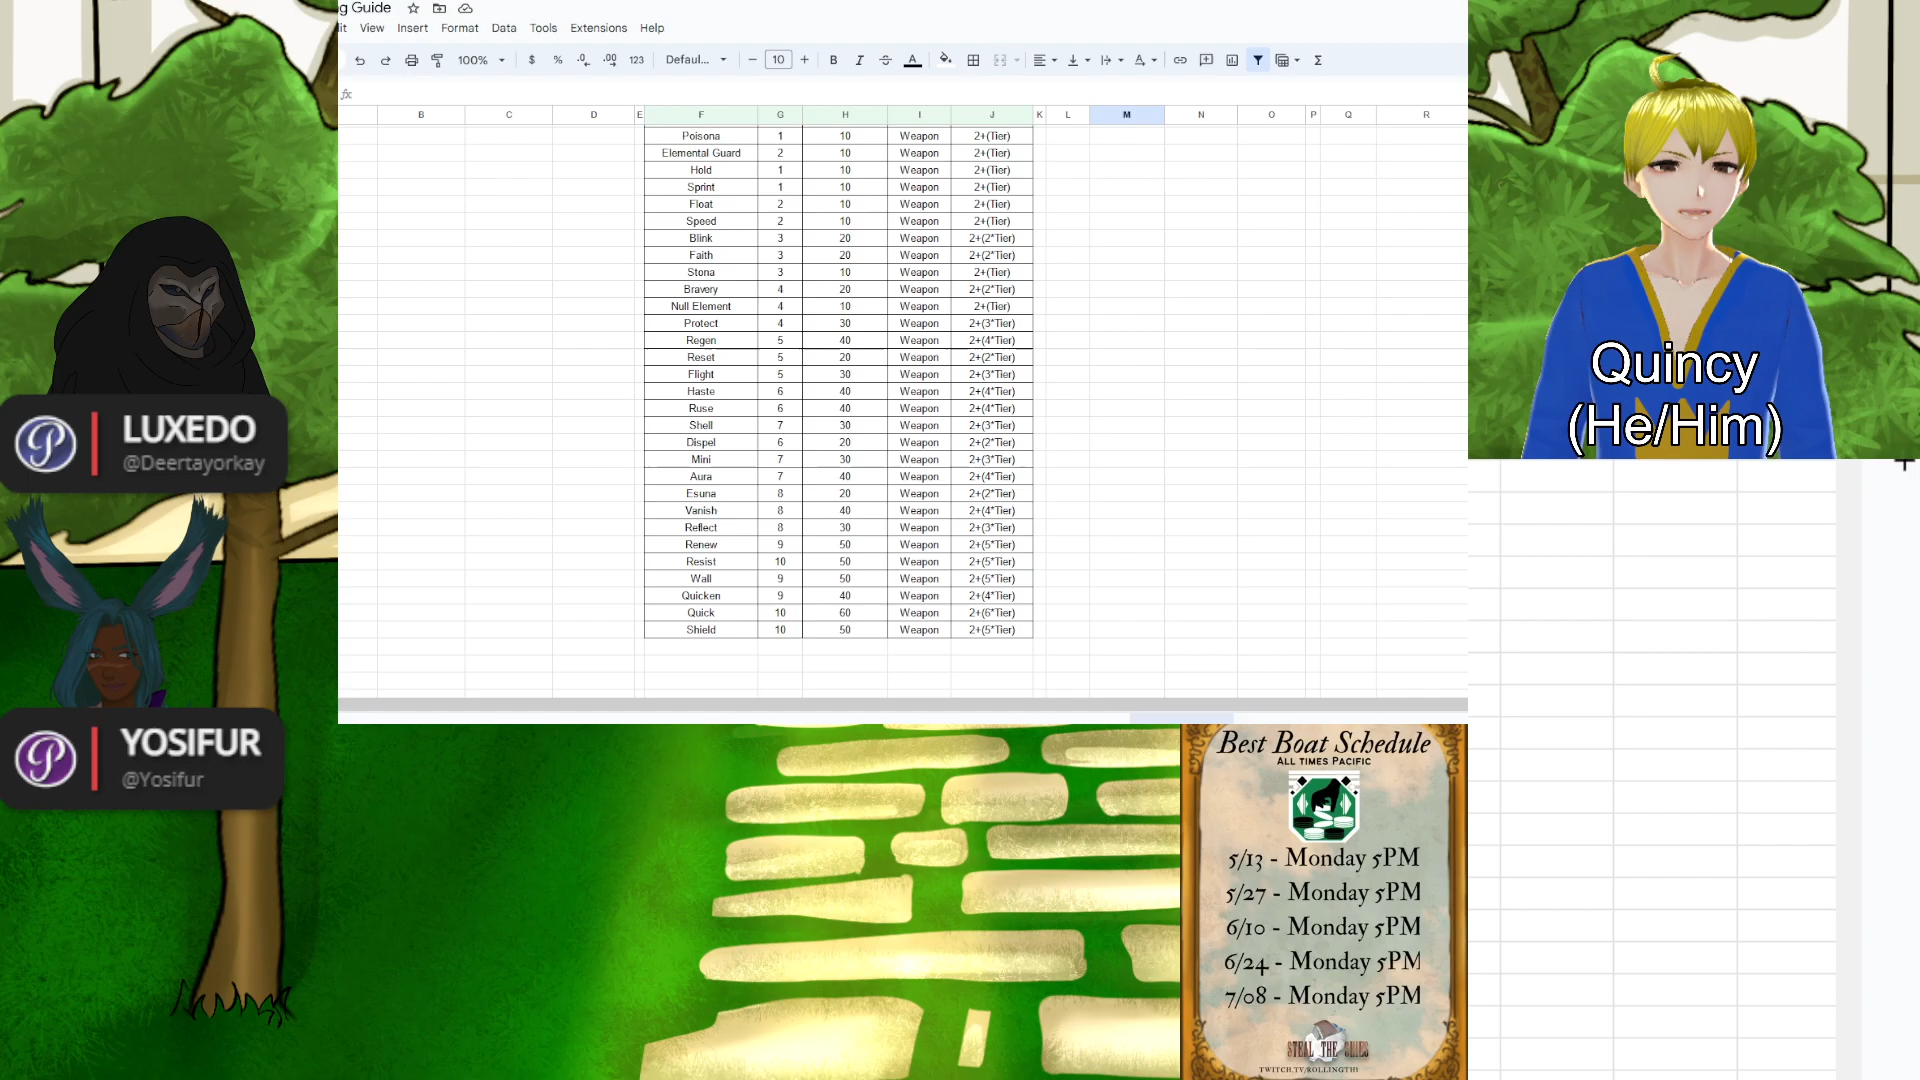 g Guide
it View Insert Format Data Tools Extensions Help
100% $ % .0 .00 123 Defaul... 10 B I A
fx
B C D E F G H I J K L M N O P Q R
Poisona 1 10 Weapon 2+(Tier)
Elemental Guard 2 10 Weapon 2+(Tier)
Hold 1 10 Weapon 2+(Tier)
Sprint 1 10 Weapon 2+(Tier)
Float 2 10 Weapon 2+(Tier)
Speed 2 10 Weapon 2+(Tier)
Blink 3 20 Weapon 2+(2*Tier)
Faith 3 20 Weapon 2+(2*Tier)
Stona 3 10 Weapon 2+(Tier)
Bravery 4 20 Weapon 2+(2*Tier)
Null Element 4 10 Weapon 2+(Tier)
Protect 4 30 Weapon 2+(3*Tier)
Regen 5 40 Weapon 2+(4*Tier)
Reset 5 20 Weapon 2+(2*Tier)
Flight 5 30 Weapon 2+(3*Tier)
Haste 6 40 Weapon 2+(4*Tier)
Ruse 6 40 Weapon 2+(4*Tier)
Shell 7 30 Weapon 2+(3*Tier)
Dispel 6 20 Weapon 2+(2*Tier)
Mini 7 30 Weapon 2+(3*Tier)
Aura 7 40 Weapon 2+(4*Tier)
Esuna 8 20 Weapon 2+(2*Tier)
Vanish 8 40 Weapon 2+(4*Tier)
Reflect 8 30 Weapon 2+(3*Tier)
Renew 9 50 Weapon 2+(5*Tier)
Resist 10 50 Weapon 2+(5*Tier)
Wall 9 50 Weapon 2+(5*Tier)
Quicken 9 40 Weapon 2+(4*Tier)
Quick 10 60 Weapon 2+(6*Tier)
Shield 10 50 Weapon 2+(5*Tier)
Quincy
(He/Him)
LUXEDO
@Deertayorkay
YOSIFUR
@Yosifur
Best Boat Schedule
ALL TIMES PACIFIC
5/13 - Monday 5PM
5/27 - Monday 5PM
6/10 - Monday 5PM
6/24 - Monday 5PM
7/08 - Monday 5PM
STEAL THE SKIES
TWITCH.TV/ROLLINGTHI